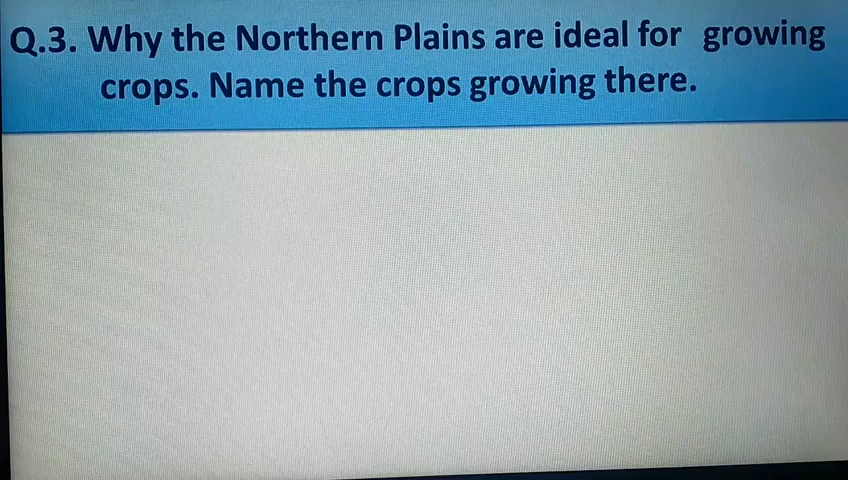 Q.3. Why the Northern Plains are ideal for growing
crops. Name the crops growing there.